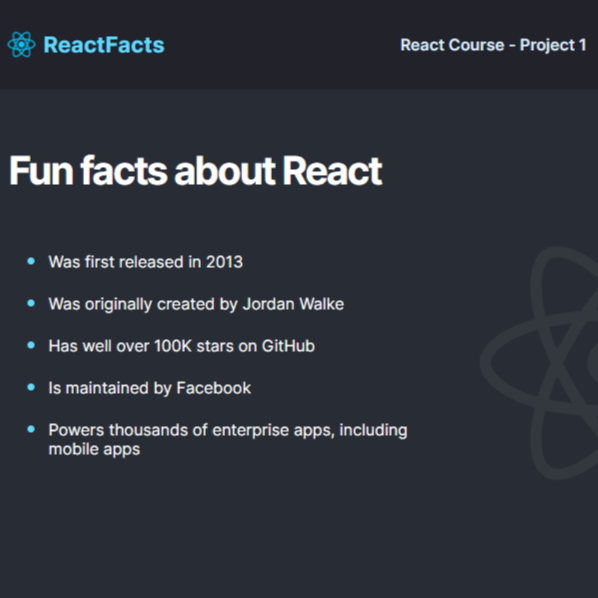 ReactFacts
React Course - Project 1
Fun facts about React
Was first released in 2013
Was originally created by Jordan Walke
Has well over 100K stars on GitHub
Is maintained by Facebook
Powers thousands of enterprise apps, including
mobile apps